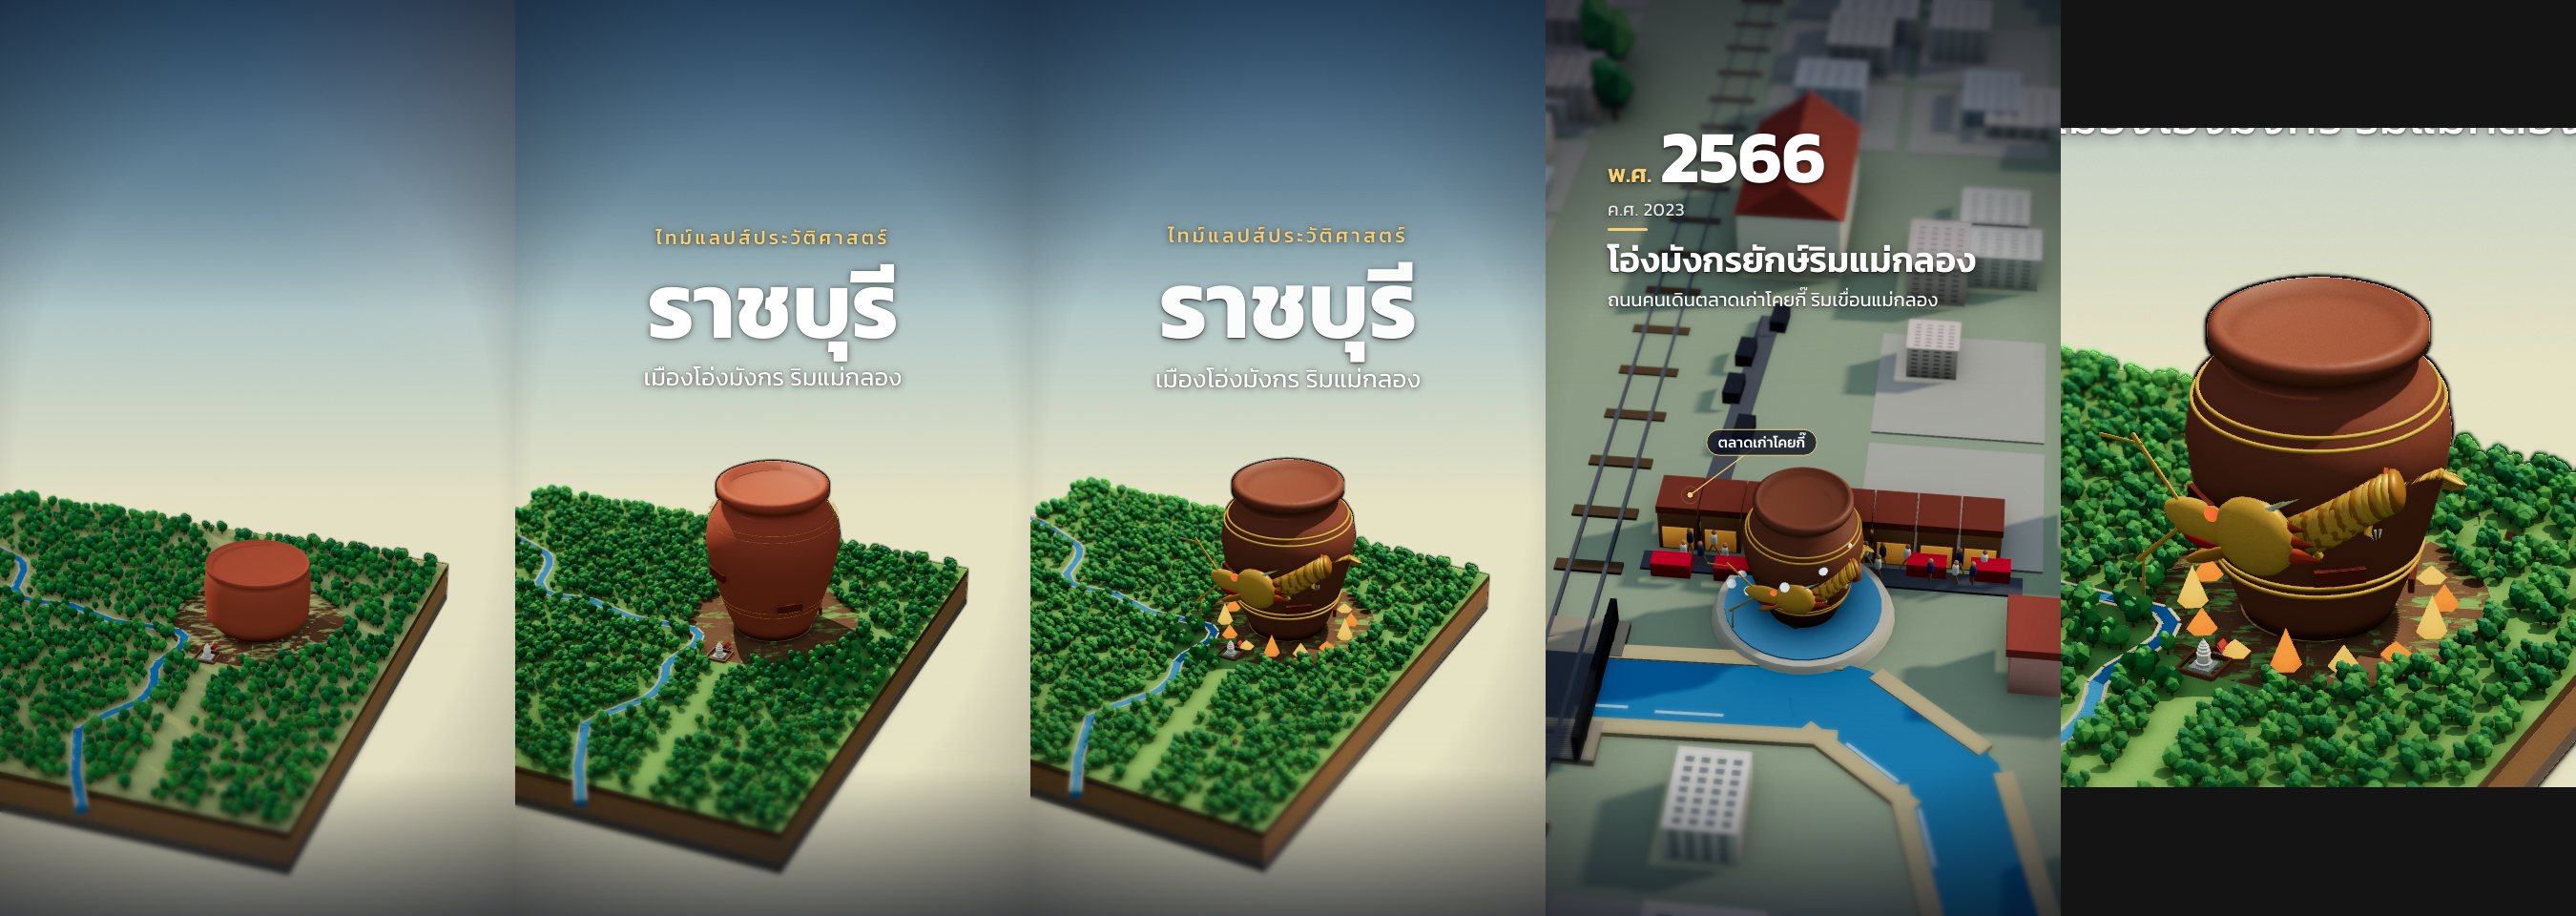 ไทม์แลปส์ประวัติศาสตร์
ราชบุรี
เมืองโอ่งมังกร ริมแม่กลอง
ไทม์แลปส์ประวัติศาสตร์
ราชบุรี
เมืองโอ่งมังกร ริมแม่กลอง
พ.ศ. 2566
ค.ศ. 2023
โอ่งมังกรยักษ์ริมแม่กลอง
ถนนคนเดินตลาดเก่าโคยกี๊ ริมเขื่อนแม่กลอง
ตลาดเก่าโคยกี๊